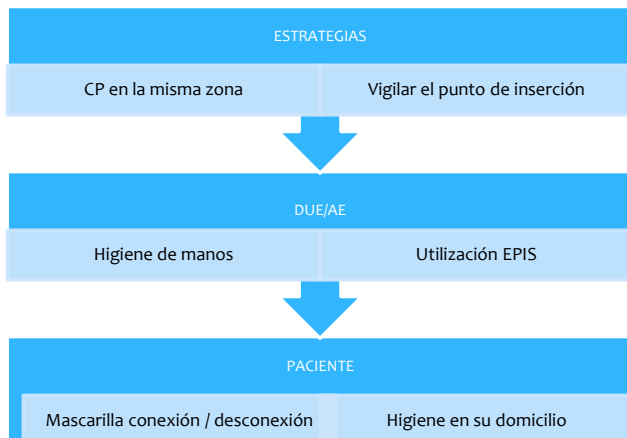 ESTRATEGIAS
CP en la misma zona
Vigilar el punto de inserción
DUE/AE
Higiene de manos
Utilización EPIS
PACIENTE
Mascarilla conexión / desconexión
Higiene en su domicilio